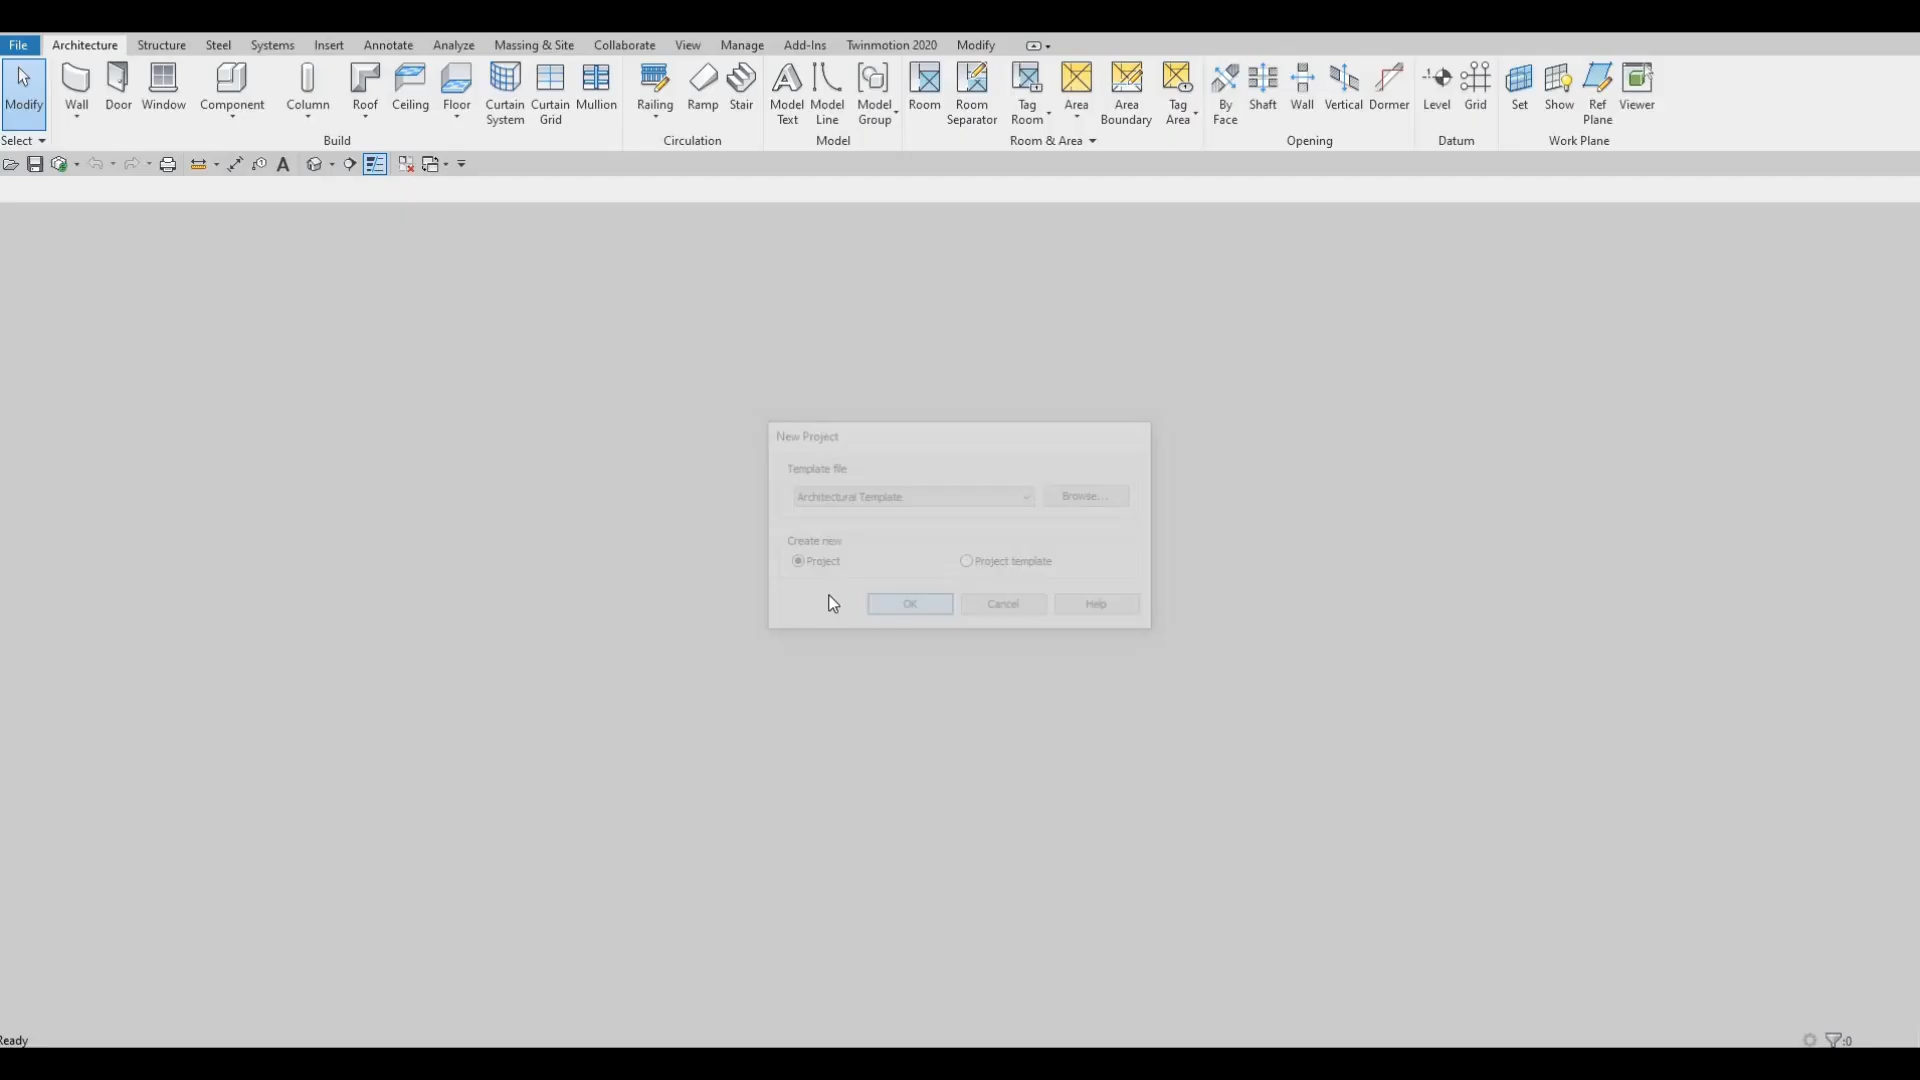 File Architecture Structure Steel Systems Insert Annotate Analyze Massing & Site Collaborate View Manage Add-Ins Twinmotion 2020 Modify
Modify Wall Door Window Component Column Roof Ceiling Floor Curtain System Curtain Grid Mullion Railing Ramp Stair Model Text Model Line Model Group Room Room Separator Tag Room Area Area Boundary Tag Area By Face Shaft Wall Vertical Dormer Level Grid Set Show Ref Plane Viewer
Select Build Circulation Model Room & Area Opening Datum Work Plane
A
New Project
Template file
Architectural Template Browse...
Create new
Project Project template
OK Cancel Help
Ready :0